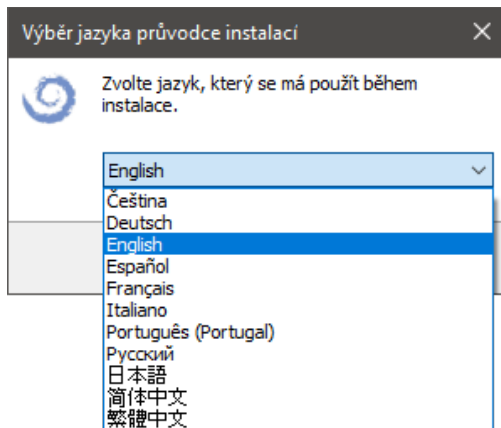 Výběr jazyka průvodce instalací
Zvolte jazyk, který se má použít během
instalace.
English
Čeština
Deutsch
English
Español
Français
Italiano
Português (Portugal)
Русский
日本語
简体中文
繁體中文